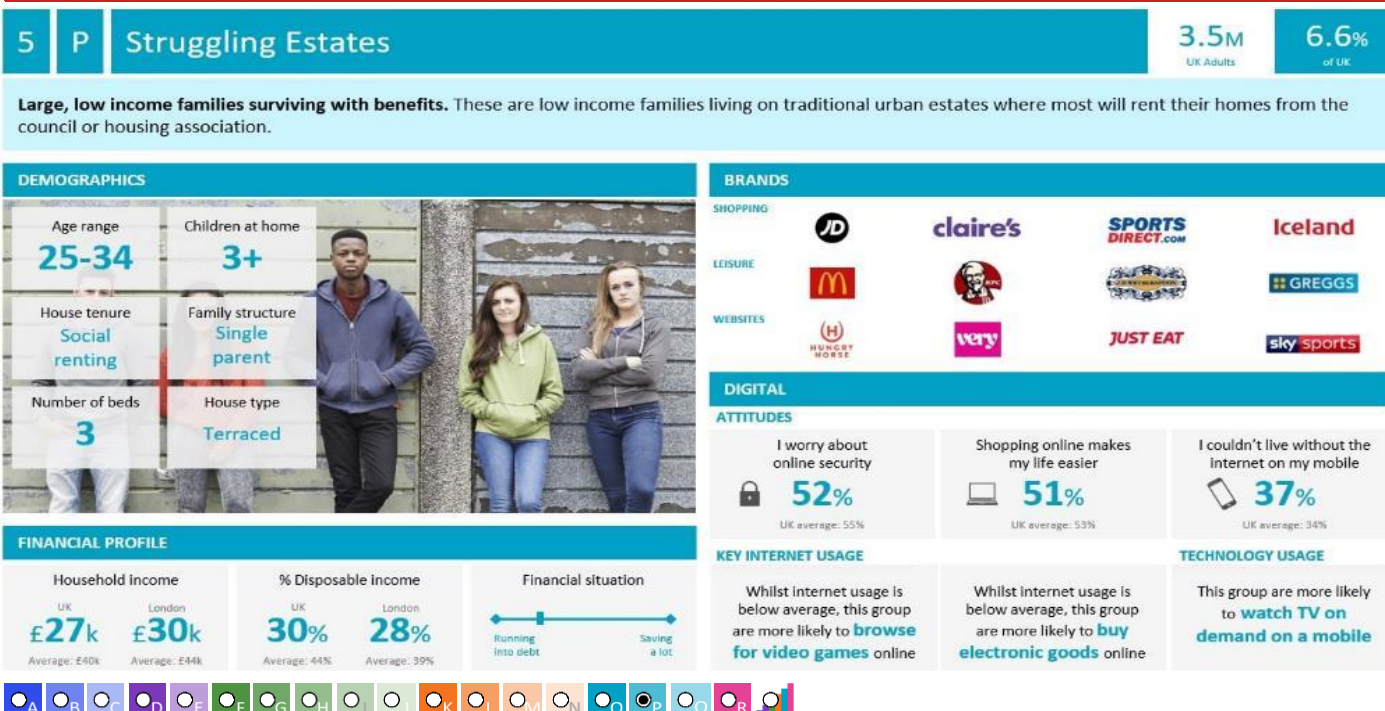 5 P Struggling Estates
3.5M
UK Adults
6.6%
of UK
Large, low income families surviving with benefits. These are low income families living on traditional urban estates where most will rent their homes from the
council or housing association.
DEMOGRAPHICS
Age range
25-34
Children at home
3+
House tenure
Social
renting
Family structure
Single
parent
Number of beds
3
House type
Terraced
FINANCIAL PROFILE
Household income
UK
£27k
Average: £40k
London
£30k
Average: £44k
% Disposable income
UK
30%
Average: 44%
London
28%
Average: 39%
Financial situation
Running
into debt
Saving
a lot
BRANDS
SHOPPING
JD
claire's
SPORTS
DIRECT.COM
Iceland
LEISURE
KFC
GREGGS
WEBSITES
(H)
HUNGRY
HORSE
very
JUST EAT
sky sports
DIGITAL
ATTITUDES
I worry about
online security
52%
UK average: 55%
Shopping online makes
my life easier
51%
UK average: 53%
I couldn't live without the
internet on my mobile
37%
UK average: 34%
KEY INTERNET USAGE
Whilst internet usage is
below average, this group
are more likely to browse
for video games online
Whilst internet usage is
below average, this group
are more likely to buy
electronic goods online
TECHNOLOGY USAGE
This group are more likely
to watch TV on
demand on a mobile
A B C D E F G H I J K L M N O P Q R